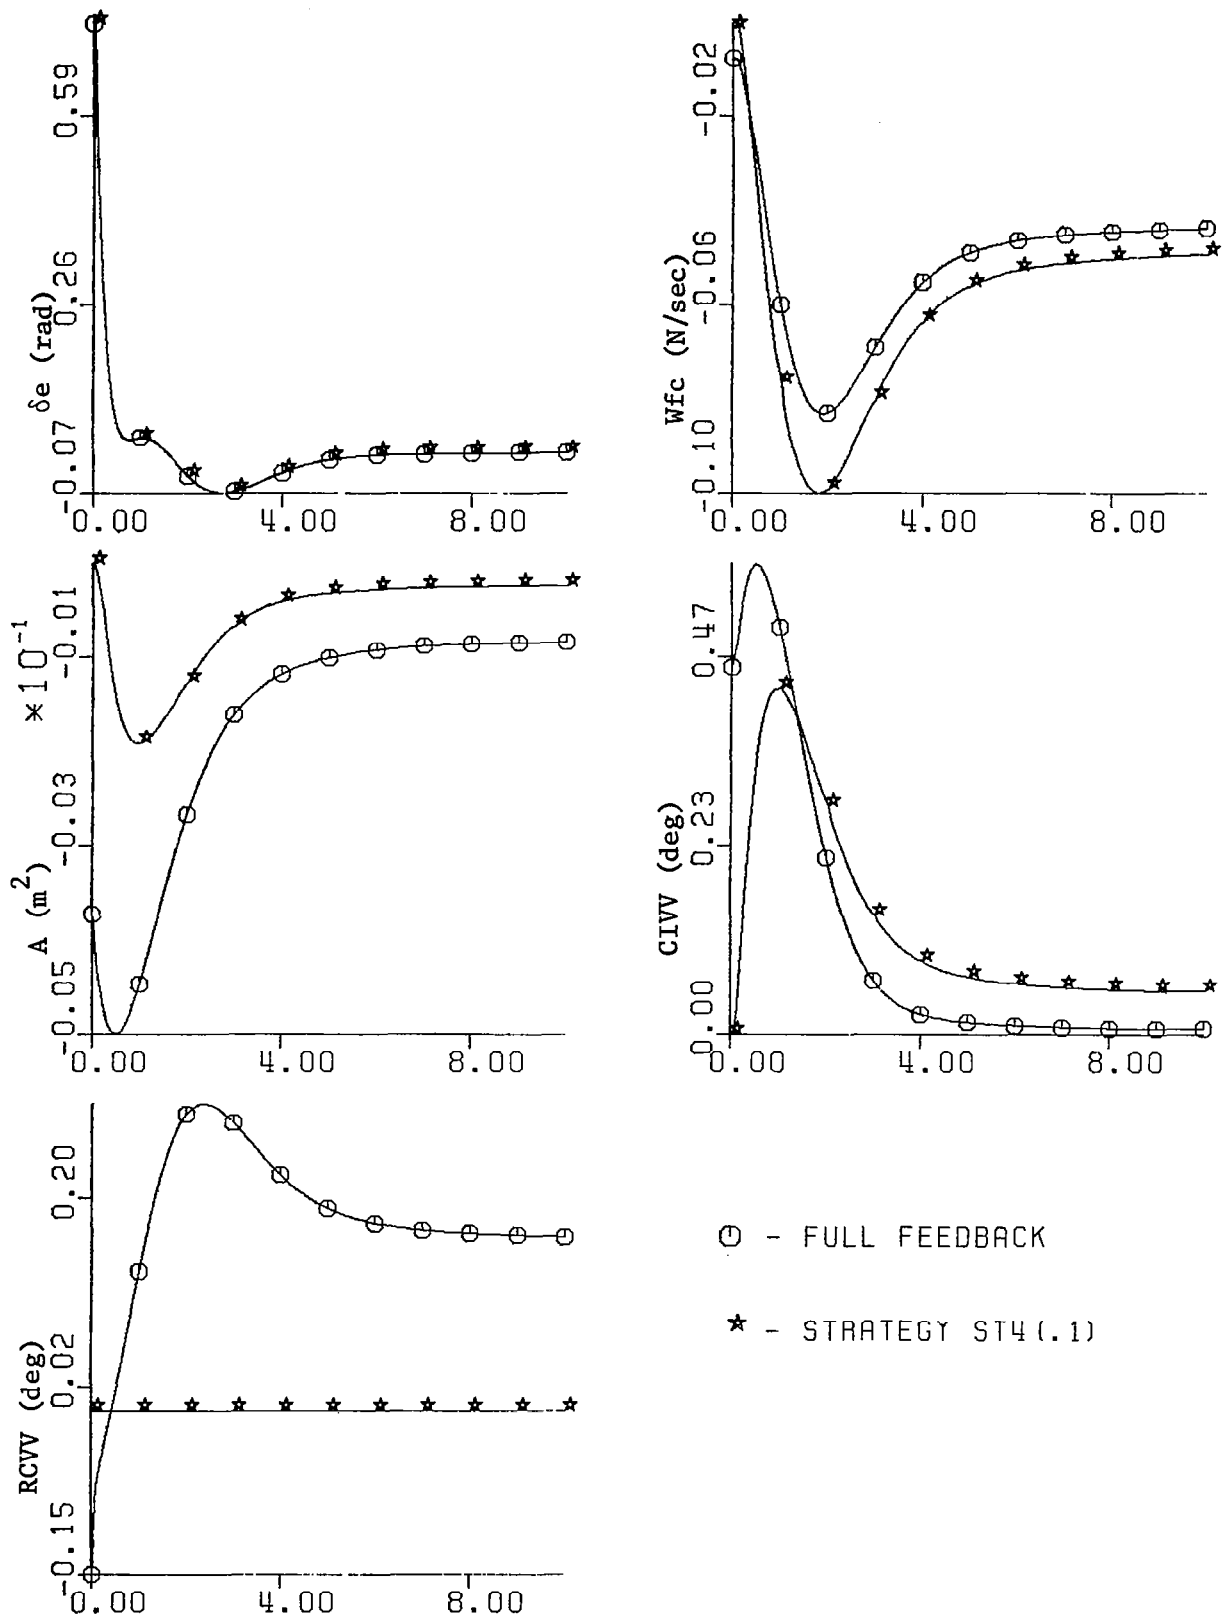 δe (rad)
0.59
0.26
-0.07
0.00 4.00 8.00
Wfc (N/sec)
-0.02
-0.06
-0.10
0.00 4.00 8.00
A (m²) *10⁻¹
-0.01
-0.03
-0.05
0.00 4.00 8.00
CIVV (deg)
0.47
0.23
0.00
0.00 4.00 8.00
RCVV (deg)
0.20
0.02
-0.15
0.00 4.00 8.00
- FULL FEEDBACK
- STRATEGY ST4(.1)